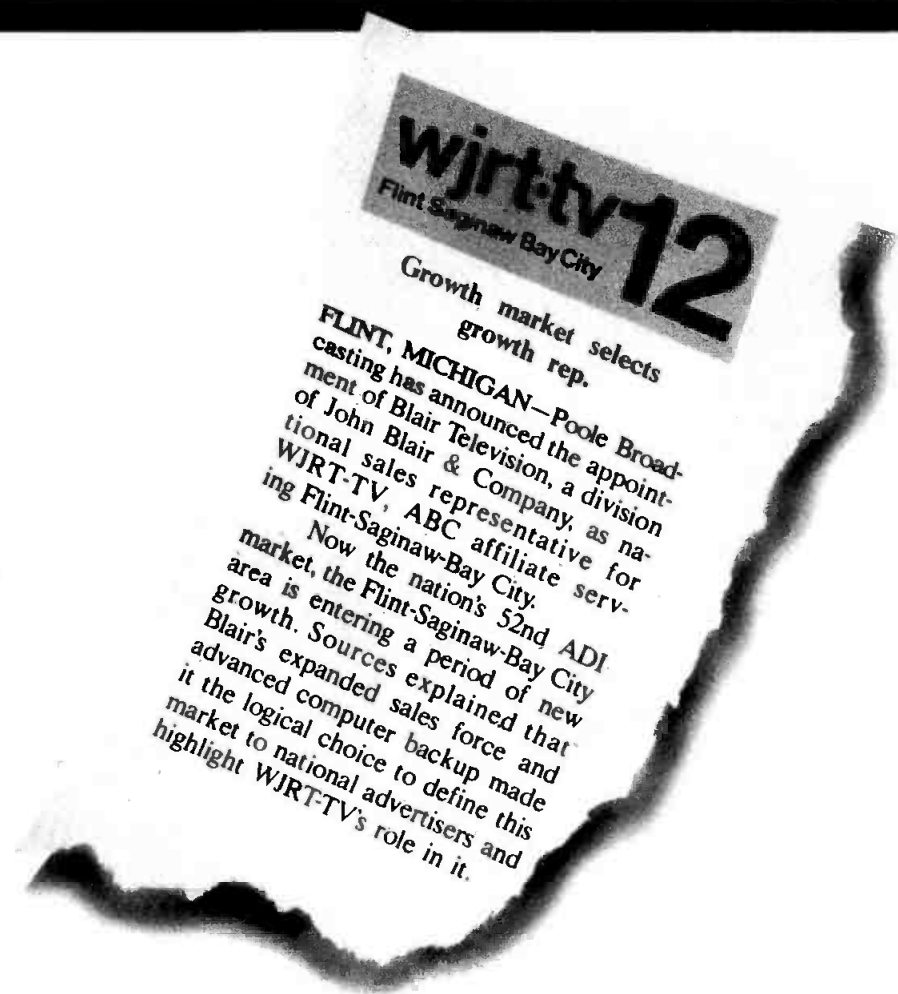 wjrt·tv 12
Flint Saginaw Bay City
Growth market selects
growth rep.
FLINT, MICHIGAN—Poole Broad-
casting has announced the appoint-
ment of Blair Television, a division
of John Blair & Company, as na-
tional sales representative for
WJRT-TV, ABC affiliate serv-
ing Flint-Saginaw-Bay City.
Now the nation's 52nd ADI
market, the Flint-Saginaw-Bay City
area is entering a period of new
growth. Sources explained that
Blair's expanded sales force and
advanced computer backup made
it the logical choice to define this
market to national advertisers and
highlight WJRT-TV's role in it.